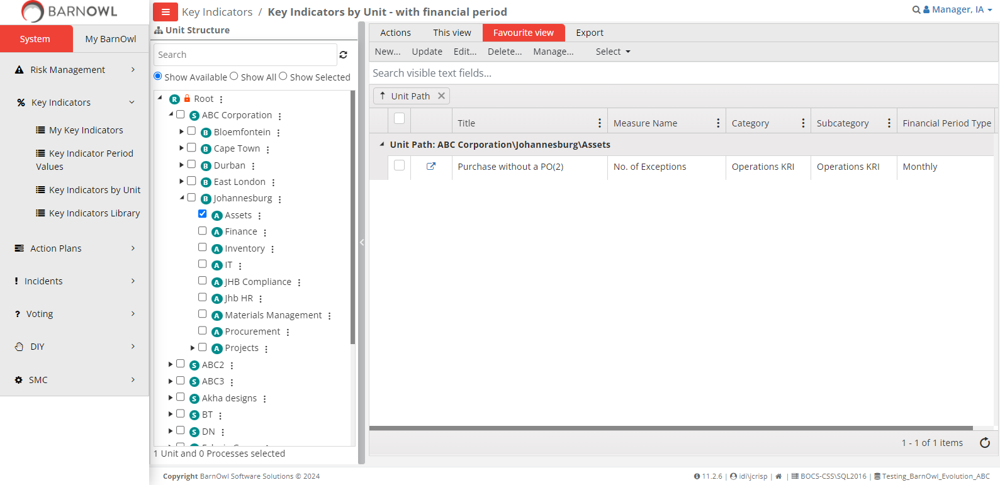 BARNOWL
Key Indicators / Key Indicators by Unit - with financial period
Manager, IA
System
My BarnOwl
Risk Management
Key Indicators
My Key Indicators
Key Indicator Period
Values
Key Indicators by Unit
Key Indicators Library
Action Plans
Incidents
Voting
DIY
SMC
Unit Structure
Search
Show Available Show All Show Selected
R Root
S ABC Corporation
B Bloemfontein
B Cape Town
B Durban
B East London
B Johannesburg
A Assets
A Finance
A Inventory
A IT
A JHB Compliance
A Jhb HR
A Materials Management
A Procurement
A Projects
S ABC2
S ABC3
S Akha designs
S BT
S DN
1 Unit and 0 Processes selected
Actions This view Favourite view Export
New... Update Edit... Delete... Manage... Select
Search visible text fields...
Unit Path
Title Measure Name Category Subcategory Financial Period Type
Unit Path: ABC Corporation\Johannesburg\Assets
Purchase without a PO(2) No. of Exceptions Operations KRI Operations KRI Monthly
1 - 1 of 1 items
Copyright BarnOwl Software Solutions © 2024
11.2.6 | idi\jcrisp | | BOCS-CSS\SQL2016 | Testing_BarnOwl_Evolution_ABC